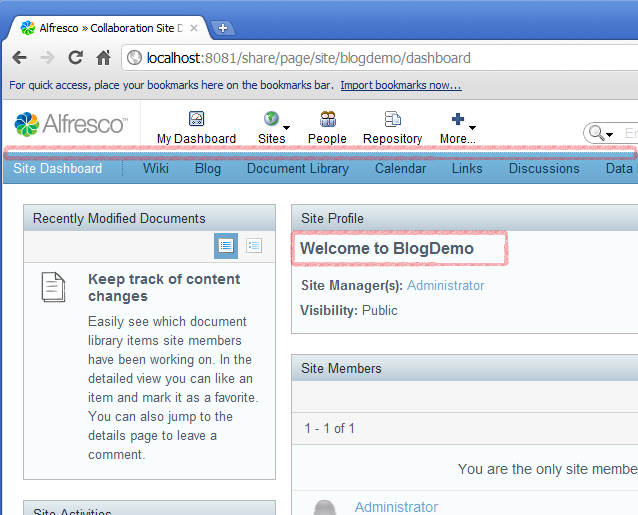 Alfresco » Collaboration Site D
localhost:8081/share/page/site/blogdemo/dashboard
For quick access, place your bookmarks here on the bookmarks bar. Import bookmarks now...
Alfresco™
My Dashboard Sites People Repository More... En
Site Dashboard Wiki Blog Document Library Calendar Links Discussions Data
Recently Modified Documents
Keep track of content
changes
Easily see which document
library items site members
have been working on. In the
detailed view you can like an
item and mark it as a favorite.
You can also jump to the
details page to leave a
comment.
Site Activities
Site Profile
Welcome to BlogDemo
Site Manager(s): Administrator
Visibility: Public
Site Members
1 - 1 of 1
You are the only site membe
Administrator